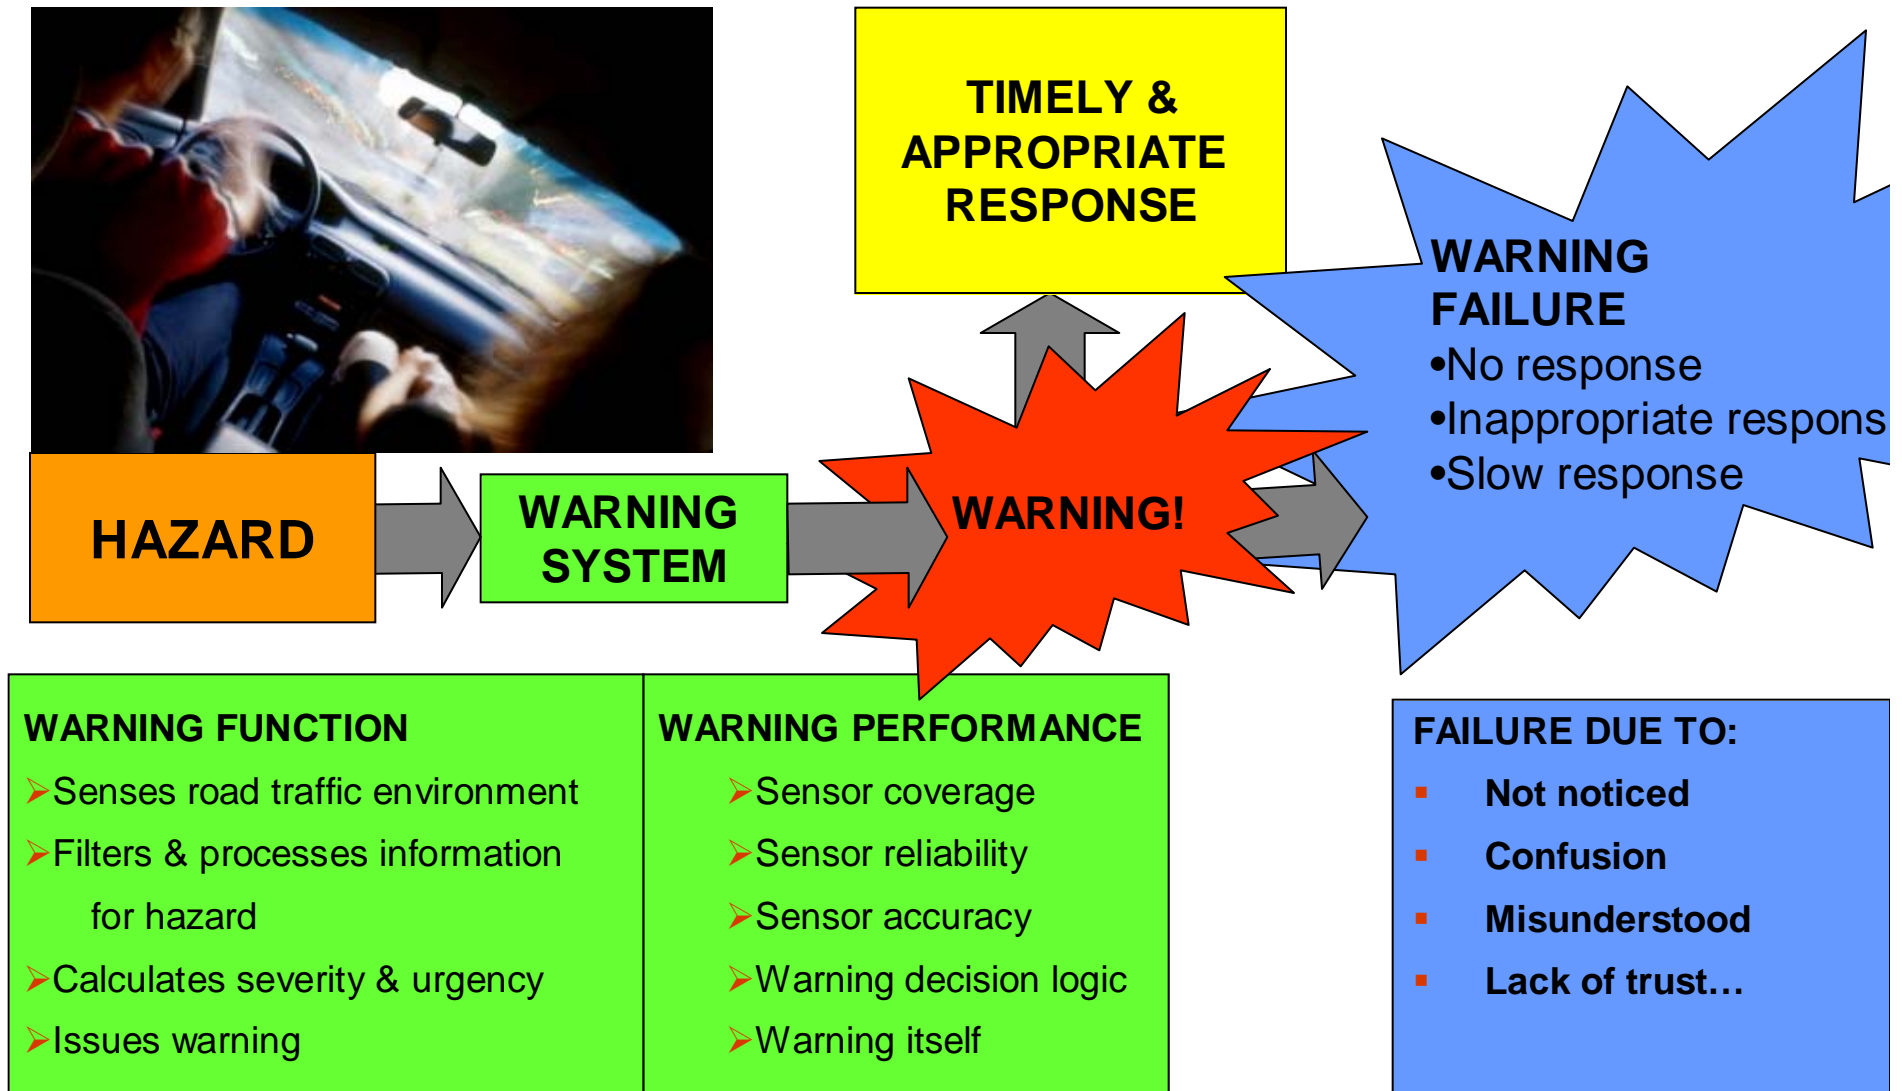 TIMELY &
APPROPRIATE
RESPONSE
WARNING
FAILURE
•No response
•Inappropriate respons
•Slow response
HAZARD
WARNING
SYSTEM
WARNING!
WARNING FUNCTION
➢Senses road traffic environment
➢Filters & processes information
for hazard
➢Calculates severity & urgency
➢Issues warning
WARNING PERFORMANCE
➢Sensor coverage
➢Sensor reliability
➢Sensor accuracy
➢Warning decision logic
➢Warning itself
FAILURE DUE TO:
▪ Not noticed
▪ Confusion
▪ Misunderstood
▪ Lack of trust…